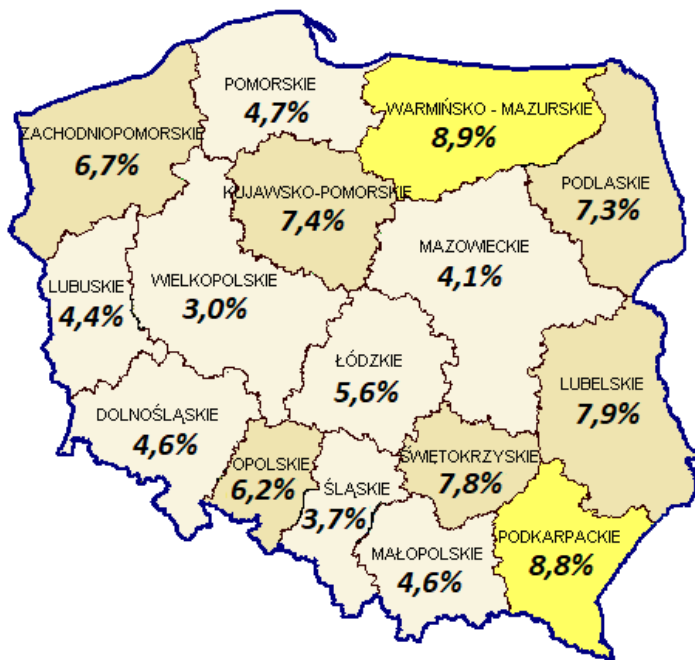 POMORSKIE
4,7%
WARMIŃSKO - MAZURSKIE
8,9%
ZACHODNIOPOMORSKIE
6,7%
KUJAWSKO-POMORSKIE
7,4%
PODLASKIE
7,3%
MAZOWIECKIE
4,1%
LUBUSKIE
4,4%
WIELKOPOLSKIE
3,0%
ŁÓDZKIE
5,6%
LUBELSKIE
7,9%
DOLNOŚLĄSKIE
4,6%
OPOLSKIE
6,2%
ŚLĄSKIE
3,7%
ŚWIĘTOKRZYSKIE
7,8%
MAŁOPOLSKIE
4,6%
PODKARPACKIE
8,8%